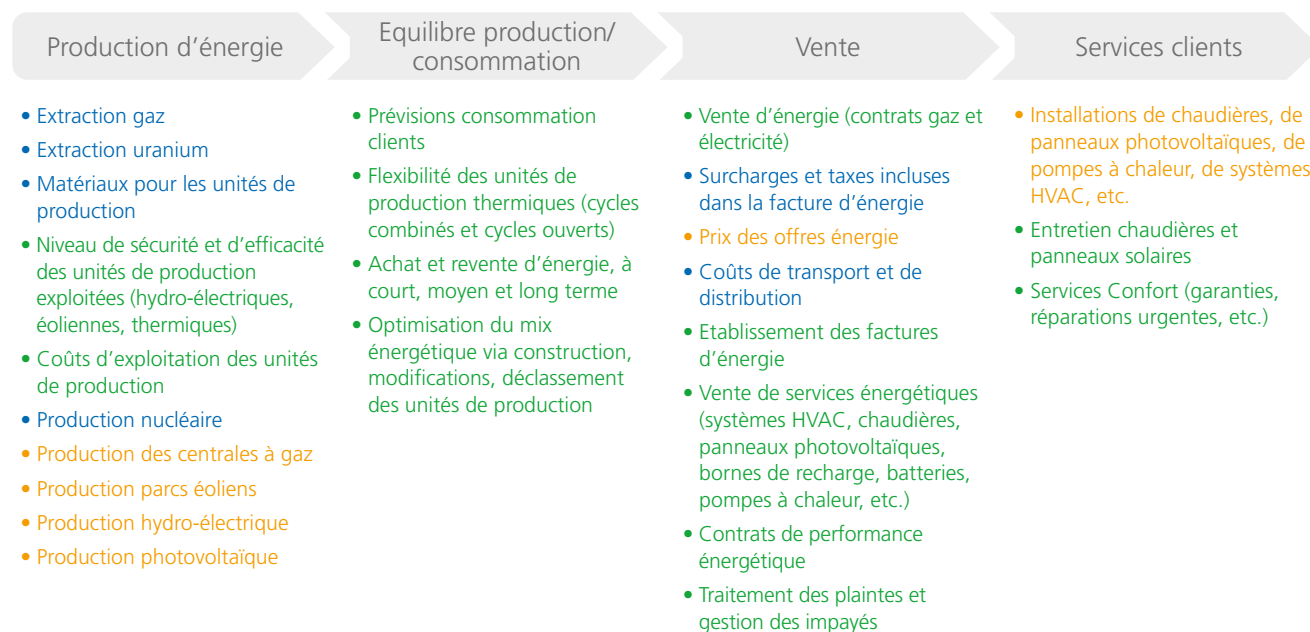 Production d’énergie
Equilibre production/
consommation
Vente
Services clients
• Extraction gaz
• Extraction uranium
• Matériaux pour les unités de
production
• Niveau de sécurité et d’efficacité
des unités de production
exploitées (hydro-électriques,
éoliennes, thermiques)
• Coûts d’exploitation des unités
de production
• Production nucléaire
• Production des centrales à gaz
• Production parcs éoliens
• Production hydro-électrique
• Production photovoltaïque
• Prévisions consommation
clients
• Flexibilité des unités de
production thermiques (cycles
combinés et cycles ouverts)
• Achat et revente d’énergie, à
court, moyen et long terme
• Optimisation du mix
énergétique via construction,
modifications, déclassement
des unités de production
• Vente d’énergie (contrats gaz et
électricité)
• Surcharges et taxes incluses
dans la facture d’énergie
• Prix des offres énergie
• Coûts de transport et de
distribution
• Etablissement des factures
d’énergie
• Vente de services énergétiques
(systèmes HVAC, chaudières,
panneaux photovoltaïques,
bornes de recharge, batteries,
pompes à chaleur, etc.)
• Contrats de performance
énergétique
• Traitement des plaintes et
gestion des impayés
• Installations de chaudières, de
panneaux photovoltaïques, de
pompes à chaleur, de systèmes
HVAC, etc.
• Entretien chaudières et
panneaux solaires
• Services Confort (garanties,
réparations urgentes, etc.)